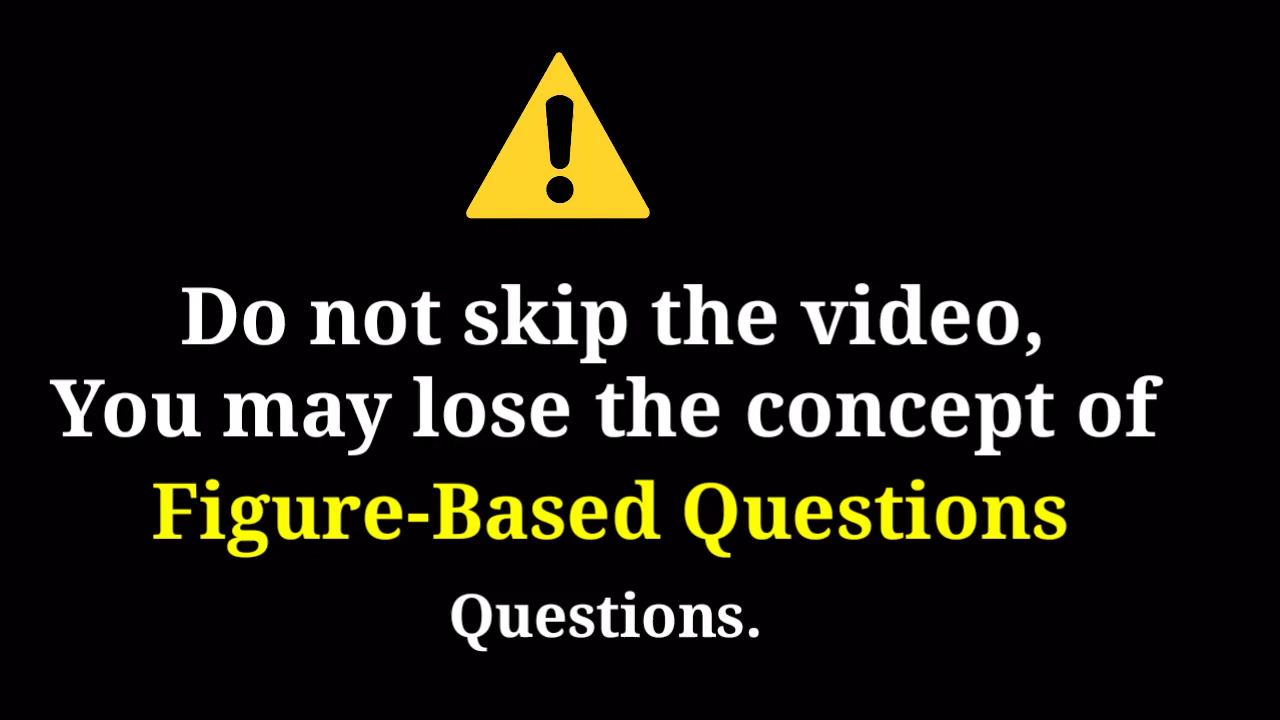 Do not skip the video,
You may lose the concept of
Figure-Based Questions
Questions.